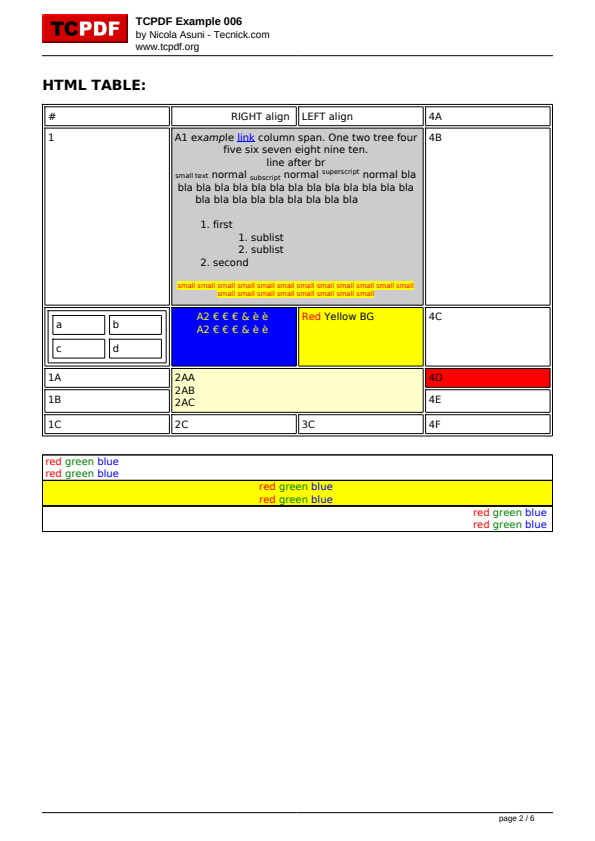 TCPDF
TCPDF Example 006
by Nicola Asuni - Tecnick.com
www.tcpdf.org
HTML TABLE:
# RIGHT align LEFT align 4A
1
A1 example link column span. One two tree four
five six seven eight nine ten.
line after br
small text normal subscript normal superscript normal bla
bla bla bla bla bla bla bla bla bla bla bla bla bla bla
bla bla bla bla bla bla bla bla bla bla
1. first
1. sublist
2. sublist
2. second
small small small small small small small small small small small small
small small small small small small small small
4B
a b
c d
A2 € € € & è è
A2 € € € & è è
Red Yellow BG
4C
1A
1B
2AA
2AB
2AC
4D
4E
1C 2C 3C 4F
red green blue
red green blue
red green blue
red green blue
red green blue
red green blue
page 2 / 6